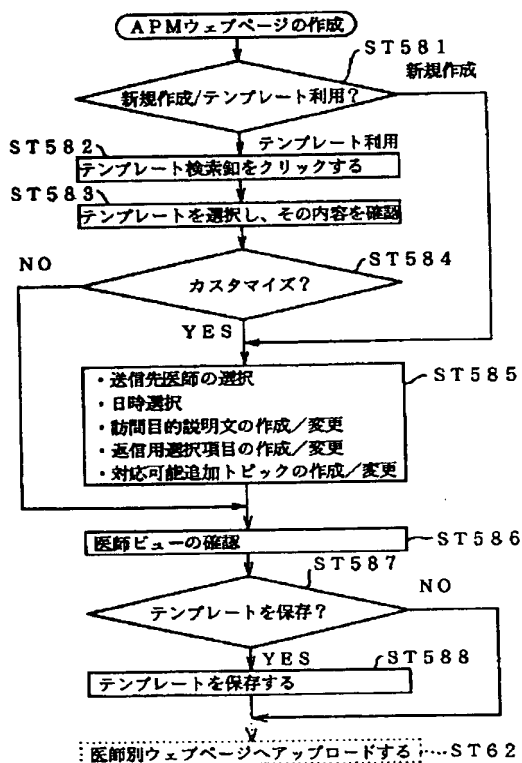 APMウェブページの作成
ST581
新規作成
新規作成/テンプレート利用?
テンプレート利用
ST582
テンプレート検索釦をクリックする
ST583
テンプレートを選択し、その内容を確認
ST584
NO
カスタマイズ?
YES
ST585
・送信先医師の選択
・日時選択
・訪問目的説明文の作成/変更
・返信用選択項目の作成/変更
・対応可能追加トピックの作成/変更
ST586
医師ビューの確認
ST587
NO
テンプレートを保存?
YES
ST588
テンプレートを保存する
医師別ウェブページへアップロードする
ST62